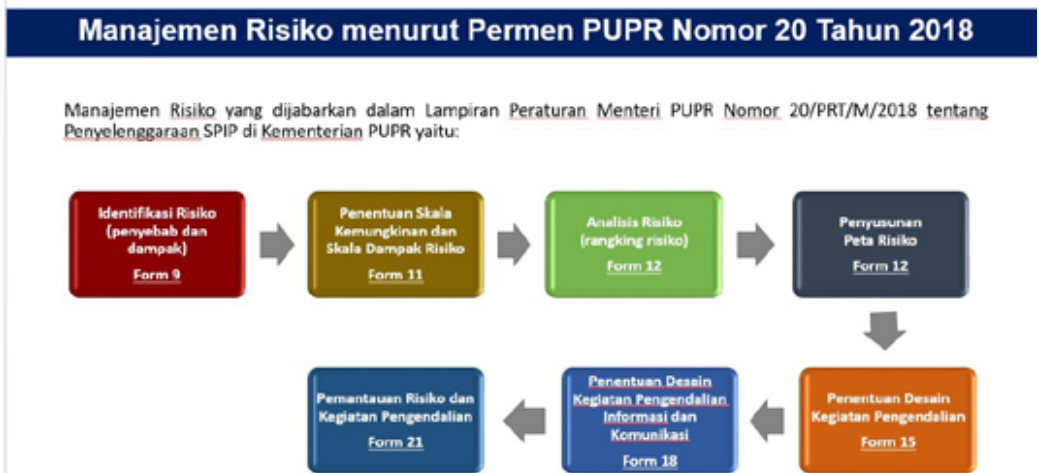 Manajemen Risiko menurut Permen PUPR Nomor 20 Tahun 2018
Manajemen Risiko yang dijabarkan dalam Lampiran Peraturan Menteri PUPR Nomor 20/PRT/M/2018 tentang
Penyelenggaraan SPIP di Kementerian PUPR yaitu:
Identifikasi Risiko
(penyebab dan
dampak)
Form 9
Penentuan Skala
Kemungkinan dan
Skala Dampak Risiko
Form 11
Analisis Risiko
(rangking risiko)
Form 12
Penyusunan
Peta Risiko
Form 12
Penentuan Desain
Kegiatan Pengendalian
Form 15
Penentuan Desain
Kegiatan Pengendalian
Informasi dan
Komunikasi
Form 18
Pemantauan Risiko dan
Kegiatan Pengendalian
Form 21